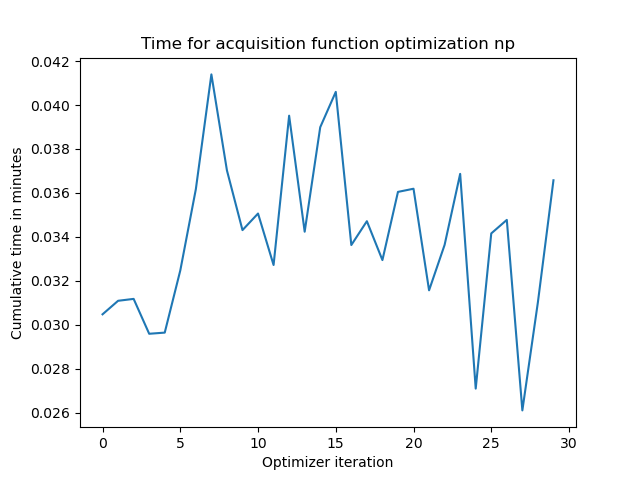 Time for acquisition function optimization np
0.042
0.040
0.038
0.036
0.034
0.032
0.030
0.028
0.026
Cumulative time in minutes
0 5 10 15 20 25 30
Optimizer iteration